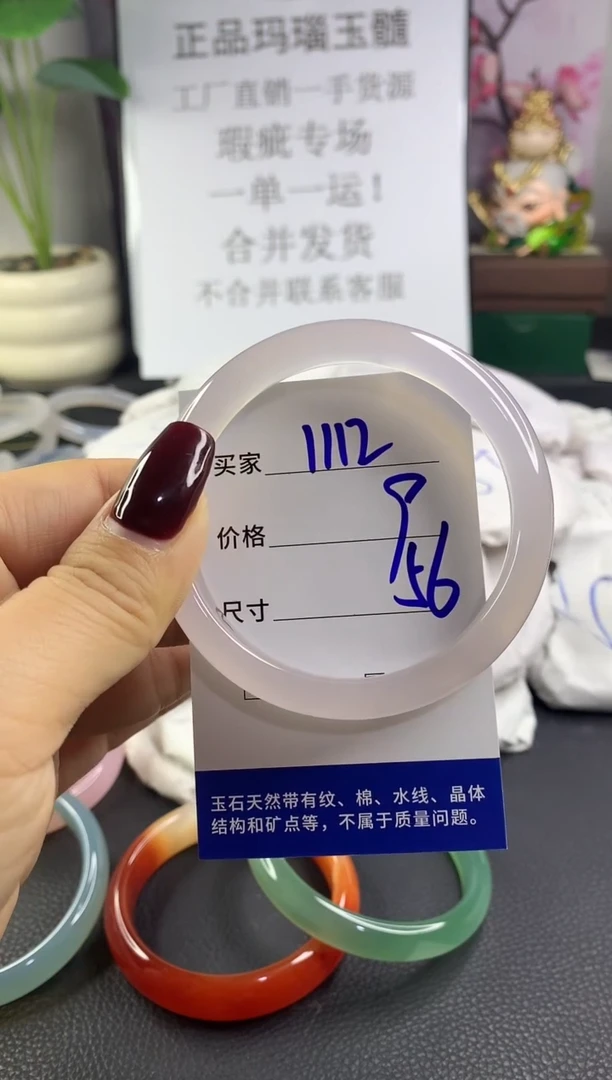 正品玛瑙玉髓
工厂直销一手货源
瑕疵专场
一单一运!
合并发货
不合并联系客服
买家 1112
价格
尺寸 56
玉石天然带有纹、棉、水线、晶体
结构和矿点等，不属于质量问题。